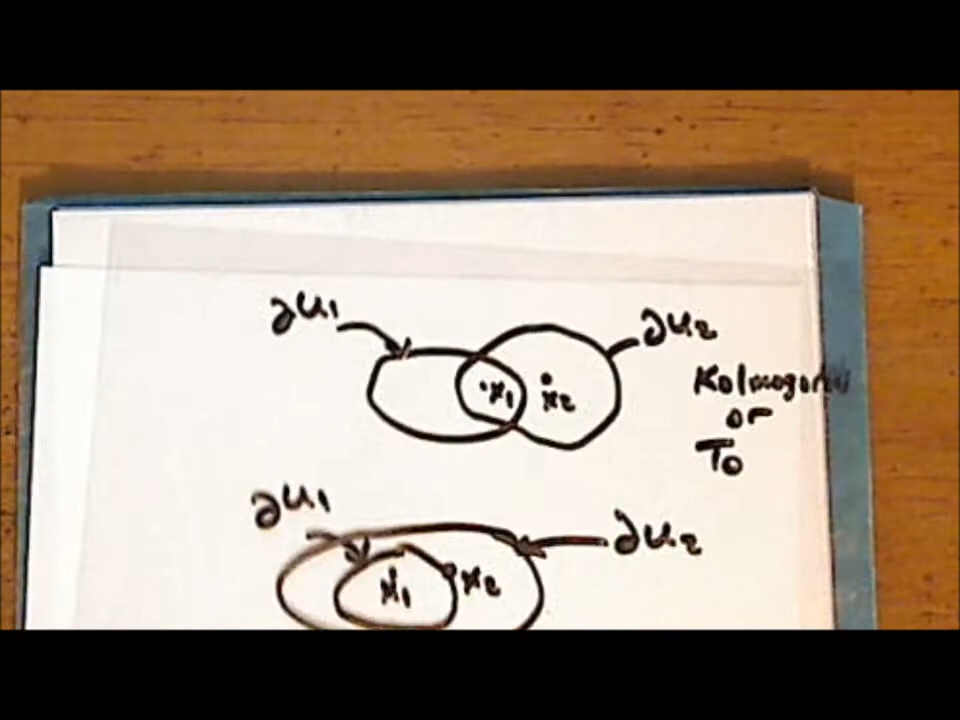 ∂u₁
∂u₂
x₁ x₂
Kolmogorov
or
T₀
∂u₁
∂u₂
x₁ x₂